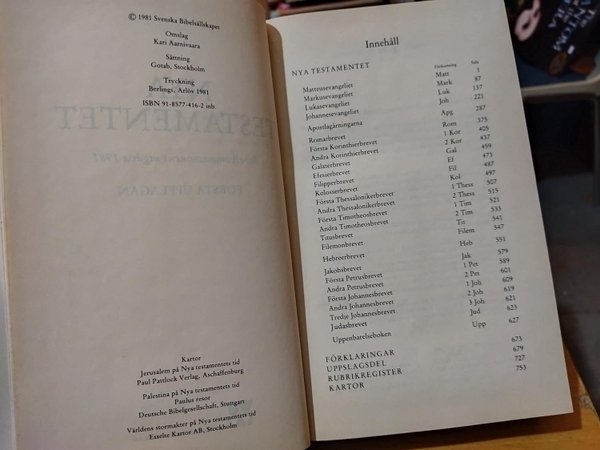 © 1981 Svenska Bibelsällskapet
Omslag
Kari Aarnivaara
Sättning
Gotab, Stockholm
Tryckning
Berlings, Arlöv 1981
ISBN 91-8577-416-2 inb.
Kartor
Jerusalem på Nya testamentets tid
Paul Pattlock Verlag, Aschaffenburg
Palestina på Nya testamentets tid
Paulus resor
Deutsche Bibelgesellschaft, Stuttgart
Världens stormakter på Nya testamentets tid
Esselte Kartor AB, Stockholm
Innehåll
NYA TESTAMENTET Förkortning Sida
Matteusevangeliet Matt 1
Markusevangeliet Mark 87
Lukasevangeliet Luk 137
Johannesevangeliet Joh 221
Apostlagärningarna Apg 287
Romarbrevet Rom 375
Första Korinthierbrevet 1 Kor 405
Andra Korinthierbrevet 2 Kor 437
Galaterbrevet Gal 459
Efesierbrevet Ef 473
Filipperbrevet Fil 487
Kolosserbrevet Kol 497
Första Thessalonikerbrevet 1 Thess 507
Andra Thessalonikerbrevet 2 Thess 515
Första Timotheosbrevet 1 Tim 521
Andra Timotheosbrevet 2 Tim 533
Titusbrevet Tit 541
Filemonbrevet Filem 547
Hebreerbrevet Heb 551
Jakobsbrevet Jak 579
Första Petrusbrevet 1 Pet 589
Andra Petrusbrevet 2 Pet 601
Första Johannesbrevet 1 Joh 609
Andra Johannesbrevet 2 Joh 619
Tredje Johannesbrevet 3 Joh 621
Judasbrevet Jud 623
Uppenbarelseboken Upp 627
FÖRKLARINGAR 673
UPPSLAGSDEL 679
RUBRIKREGISTER 727
KARTOR 753